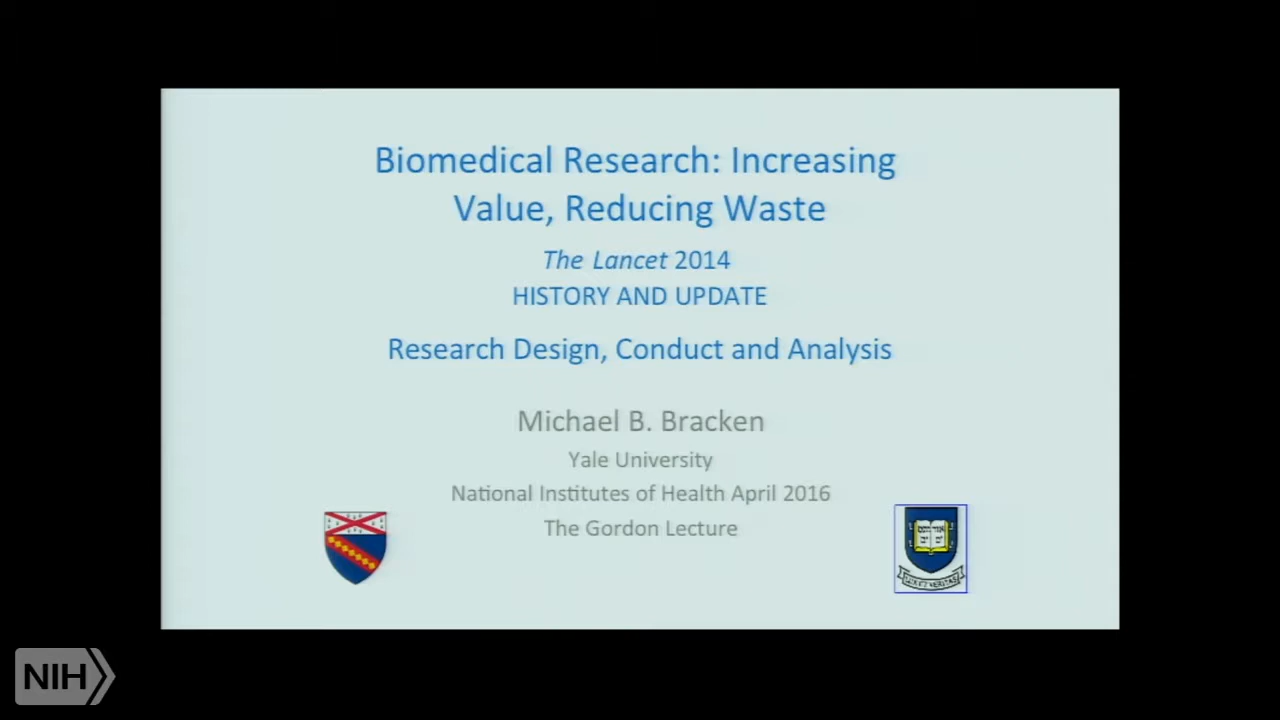 Biomedical Research: Increasing
Value, Reducing Waste
The Lancet 2014
HISTORY AND UPDATE
Research Design, Conduct and Analysis
Michael B. Bracken
Yale University
National Institutes of Health April 2016
The Gordon Lecture
NIH